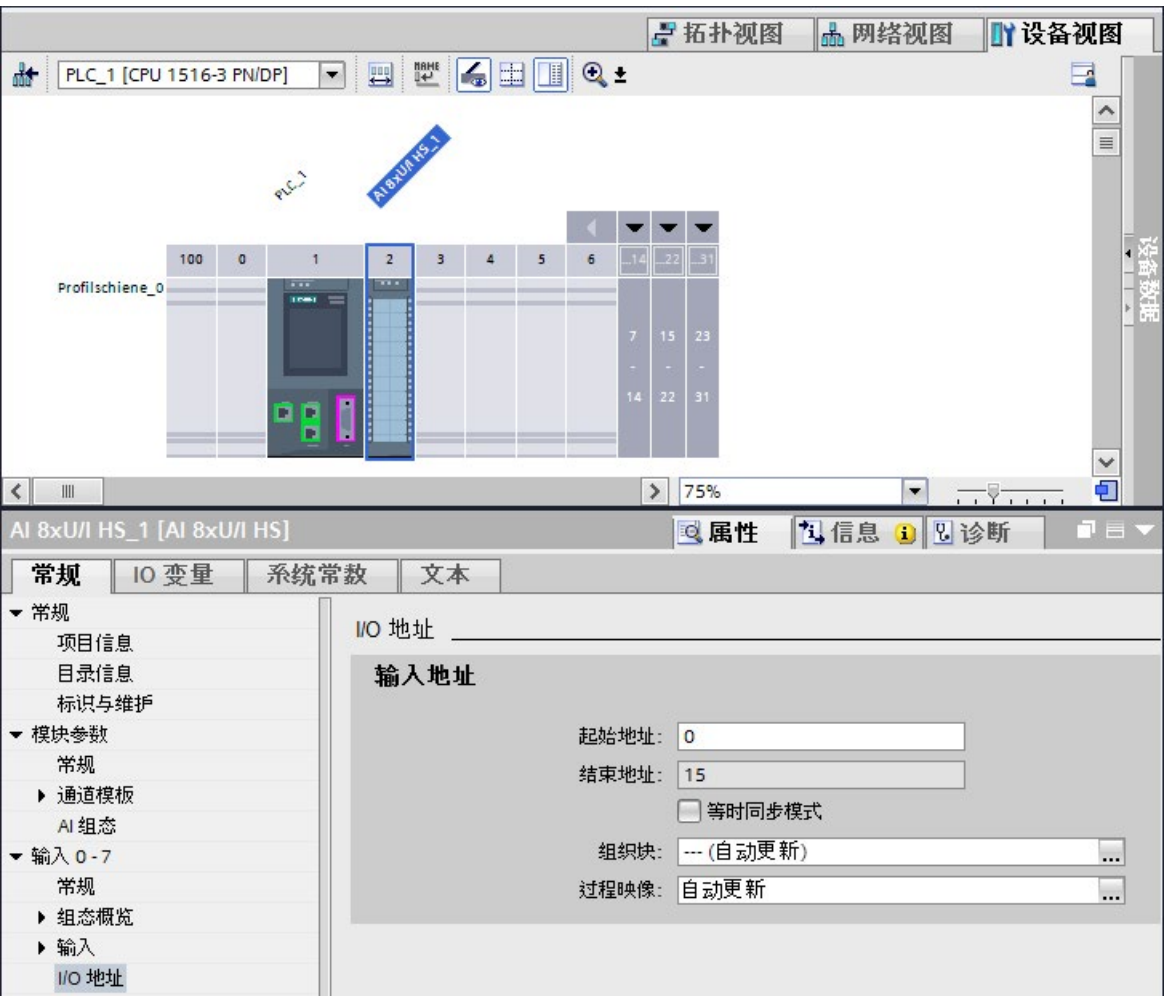 拓扑视图 网络视图 设备视图
PLC_1 [CPU 1516-3 PN/DP]
NAME
PLC_1
AI 8xU/I HS_1
100 0 1 2 3 4 5 6 ...14 ...22 ...31
Profilschiene_0
7 15 23
- - -
14 22 31
设备数据
75%
AI 8xU/I HS_1 [AI 8xU/I HS]
属性 信息 诊断
常规 IO 变量 系统常数 文本
常规
项目信息
目录信息
标识与维护
模块参数
常规
通道模板
AI 组态
输入 0 - 7
常规
组态概览
输入
I/O 地址
I/O 地址
输入地址
起始地址: 0
结束地址: 15
等时同步模式
组织块: --- (自动更新) ...
过程映像: 自动更新 ...